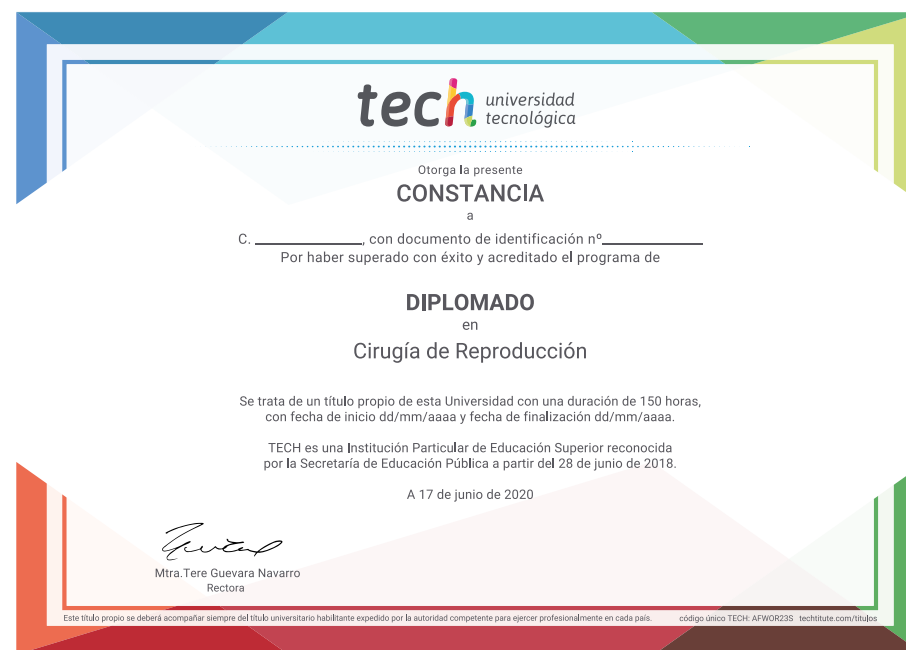 tech universidad
tecnológica
Otorga la presente
CONSTANCIA
a
C. ______________, con documento de identificación nº_____________
Por haber superado con éxito y acreditado el programa de
DIPLOMADO
en
Cirugía de Reproducción
Se trata de un título propio de esta Universidad con una duración de 150 horas,
con fecha de inicio dd/mm/aaaa y fecha de finalización dd/mm/aaaa.
TECH es una Institución Particular de Educación Superior reconocida
por la Secretaría de Educación Pública a partir del 28 de junio de 2018.
A 17 de junio de 2020
Mtra.Tere Guevara Navarro
Rectora
Este título propio se deberá acompañar siempre del título universitario habilitante expedido por la autoridad competente para ejercer profesionalmente en cada país. código único TECH: AFWOR23S techtitute.com/titulos